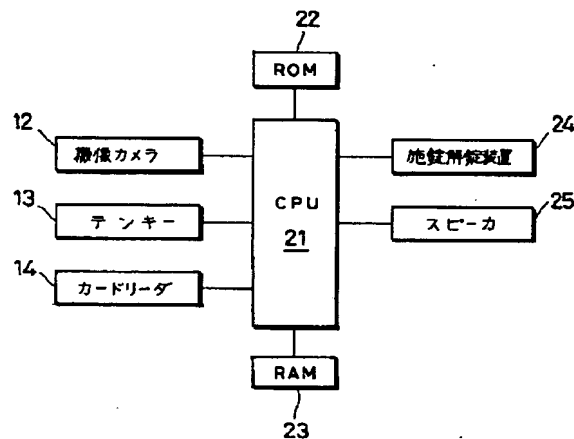 22
ROM
12
撮像カメラ
24
施錠解錠装置
CPU
21
13
テンキー
25
スピーカ
14
カードリーダ
RAM
23